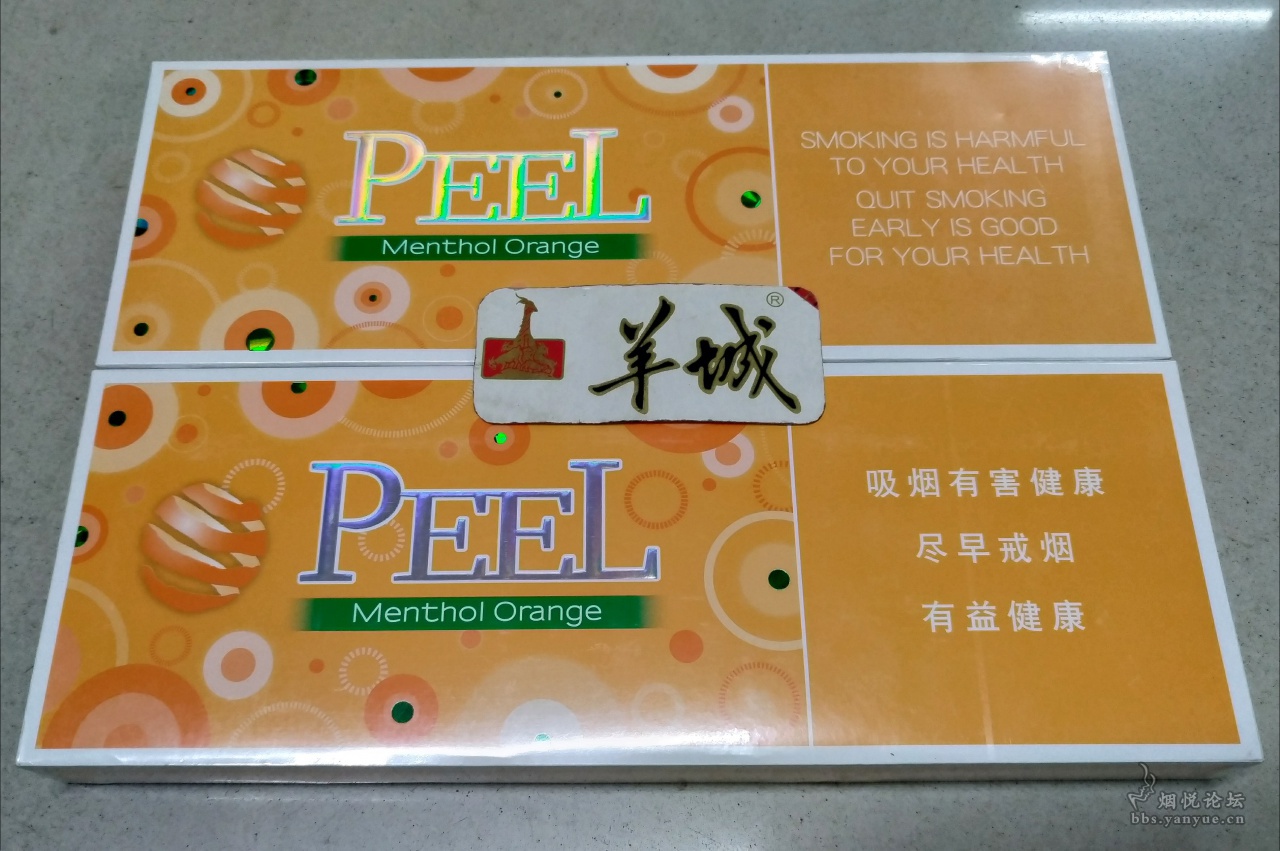 PEEL
Menthol Orange
SMOKING IS HARMFUL
TO YOUR HEALTH
QUIT SMOKING
EARLY IS GOOD
FOR YOUR HEALTH
羊城®
PEEL
Menthol Orange
吸烟有害健康
尽早戒烟
有益健康
烟悦论坛
bbs.yanyue.cn